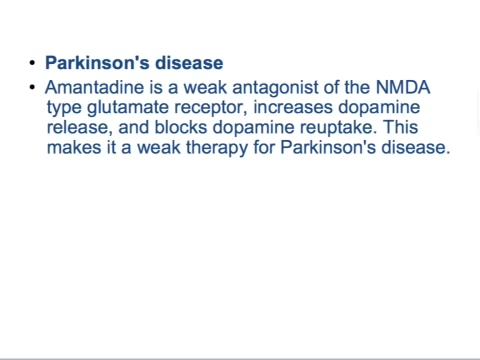 • Parkinson's disease
• Amantadine is a weak antagonist of the NMDA
type glutamate receptor, increases dopamine
release, and blocks dopamine reuptake. This
makes it a weak therapy for Parkinson's disease.